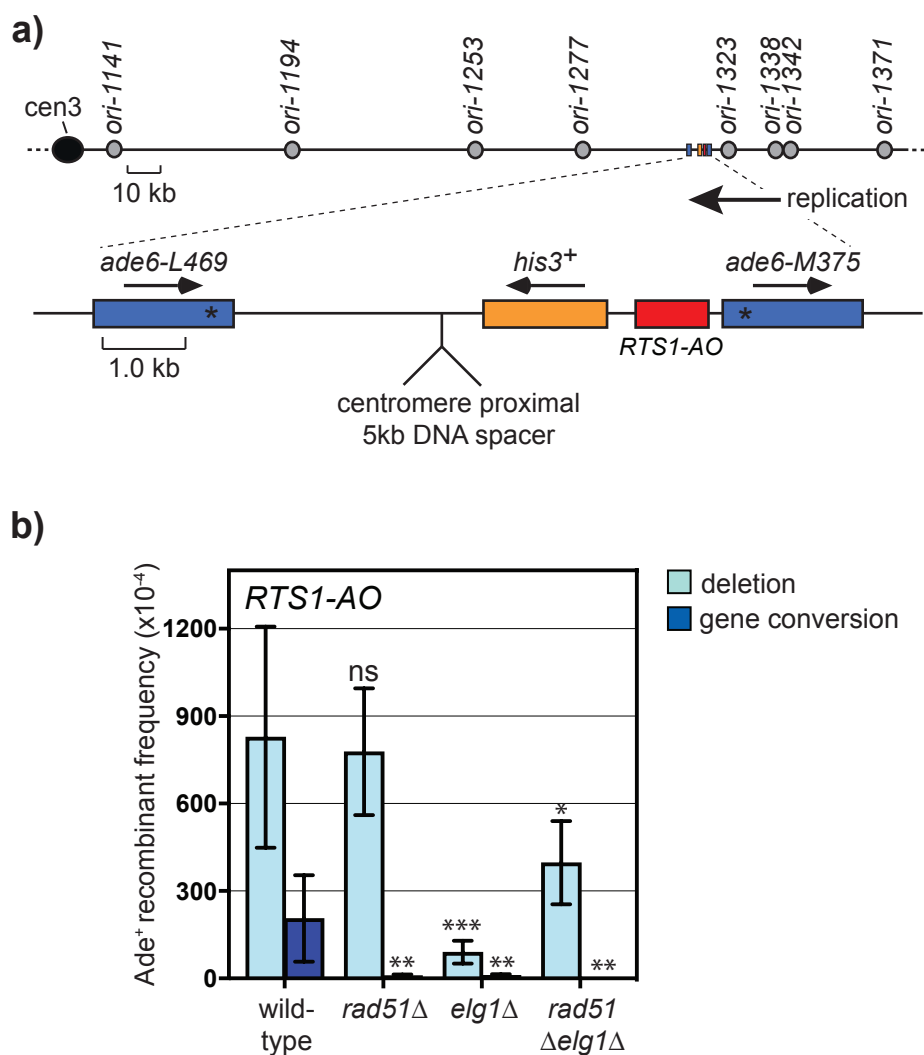 a)
ori-1141
ori-1194
ori-1253
ori-1277
ori-1323
ori-1338
ori-1342
ori-1371
cen3
10 kb
replication
ade6-L469
his3+
ade6-M375
*
*
RTS1-AO
1.0 kb
centromere proximal
5kb DNA spacer
b)
Ade+ recombinant frequency (x10-4)
RTS1-AO
deletion
gene conversion
1200
900
600
300
0
ns
**
***
**
*
**
wild-
type
rad51Δ
elg1Δ
rad51
Δelg1Δ